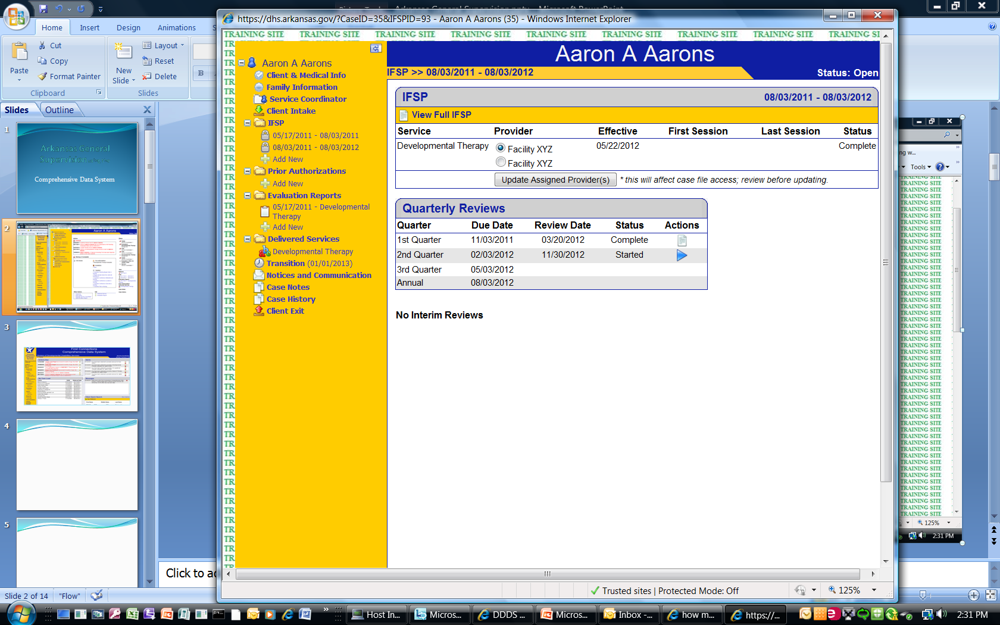 Arkansas General Supervision.pptx - Microsoft PowerPoint
Home Insert Design Animations
Cut
Copy
Format Painter
Paste
Clipboard
New
Slide
Layout
Reset
Delete
Slides
B
Slides Outline
1
Arkansas General
Supervision
Comprehensive Data System
2
3
First Connections
Comprehensive Data System
4
5
Click to ad
Slide 2 of 14 "Flow"
https://dhs.arkansas.gov/?CaseID=35&IFSPID=93 - Aaron A Aarons (35) - Windows Internet Explorer
TRAINING SITE TRAINING SITE TRAINING SITE TRAINING SITE TRAINING SITE TRAINING SITE TRAINING SITE TRAINING SITE TRAINING SI
Aaron A Aarons
Client & Medical Info
Family Information
Service Coordinator
Client Intake
IFSP
05/17/2011 - 08/03/2011
08/03/2011 - 08/03/2012
Add New
Prior Authorizations
Add New
Evaluation Reports
05/17/2011 - Developmental
Therapy
Add New
Delivered Services
Developmental Therapy
Transition (01/01/2013)
Notices and Communication
Case Notes
Case History
Client Exit
Aaron A Aarons
IFSP >> 08/03/2011 - 08/03/2012
Status: Open
IFSP 08/03/2011 - 08/03/2012
View Full IFSP
Service Provider Effective First Session Last Session Status
Developmental Therapy Facility XYZ 05/22/2012 Complete
Facility XYZ
Update Assigned Provider(s) * this will affect case file access; review before updating.
Quarterly Reviews
Quarter Due Date Review Date Status Actions
1st Quarter 11/03/2011 03/20/2012 Complete
2nd Quarter 02/03/2012 11/30/2012 Started
3rd Quarter 05/03/2012
Annual 08/03/2012
No Interim Reviews
Trusted sites | Protected Mode: Off
125%
ng w...
Tools
TRAINING SITE
125%
2:31 PM
Host In... Micros... DDDS ... Micros... Inbox -... how m... https://...
2:31 PM